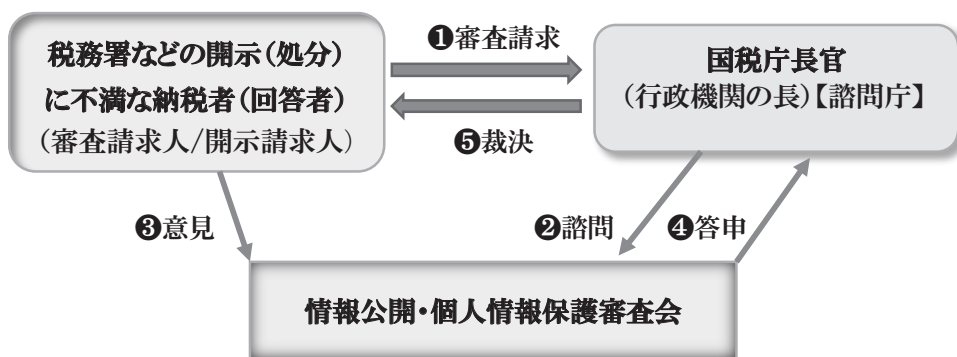 ❶審査請求
税務署などの開示（処分）
に不満な納税者（回答者）
（審査請求人/開示請求人）
国税庁長官
（行政機関の長）【諮問庁】
❺裁決
❸意見
❷諮問
❹答申
情報公開・個人情報保護審査会